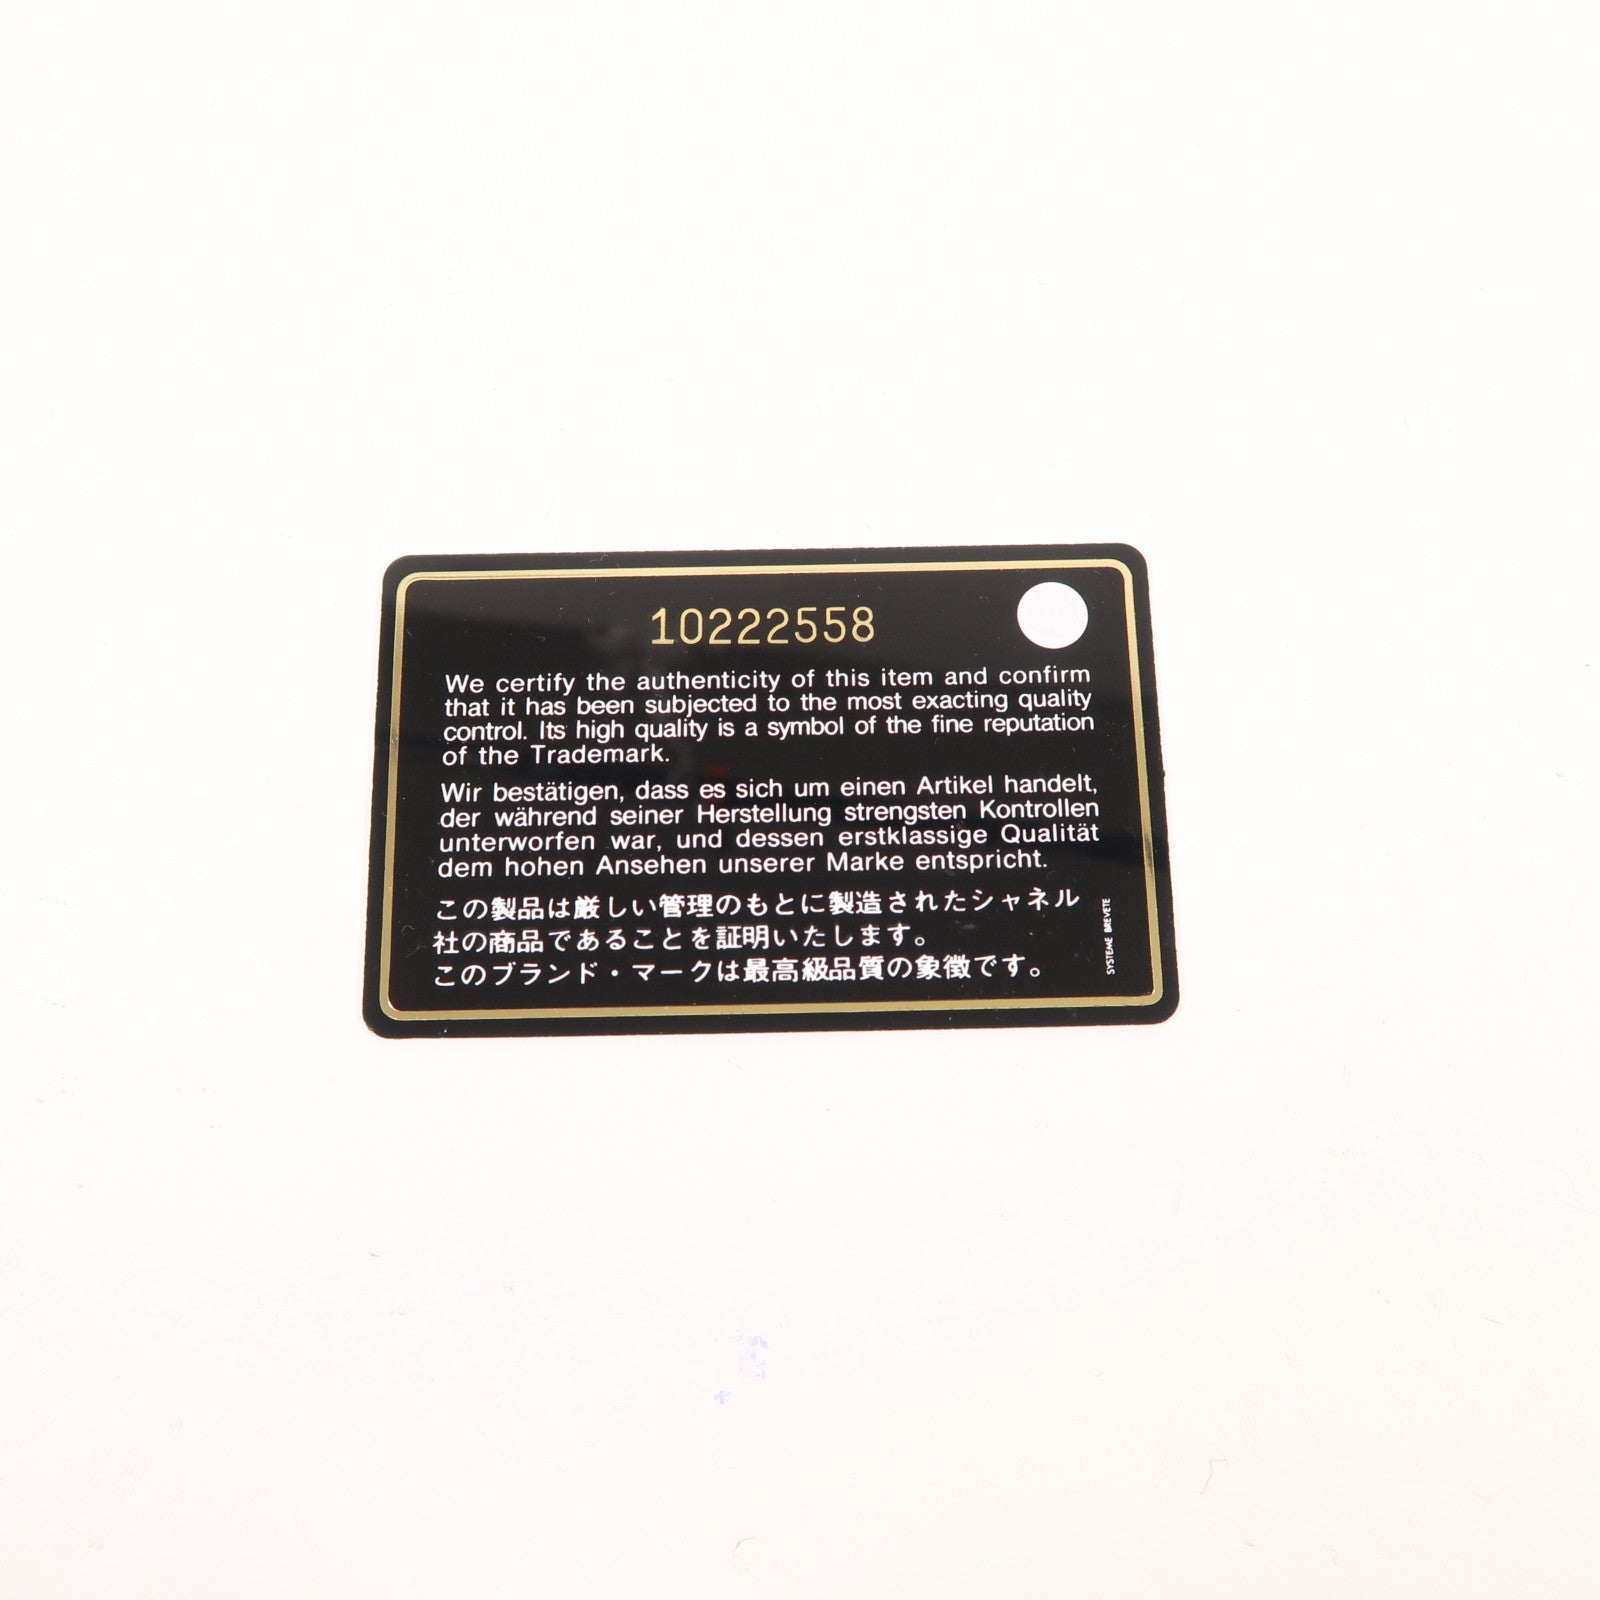 10222558
We certify the authenticity of this item and confirm
that it has been subjected to the most exacting quality
control. Its high quality is a symbol of the fine reputation
of the Trademark.
Wir bestätigen, dass es sich um einen Artikel handelt,
der während seiner Herstellung strengsten Kontrollen
unterworfen war, und dessen erstklassige Qualität
dem hohen Ansehen unserer Marke entspricht.
この製品は厳しい管理のもとに製造されたシャネル
社の商品であることを証明いたします。
このブランド・マークは最高級品質の象徴です。
SYSTEME BREVETE